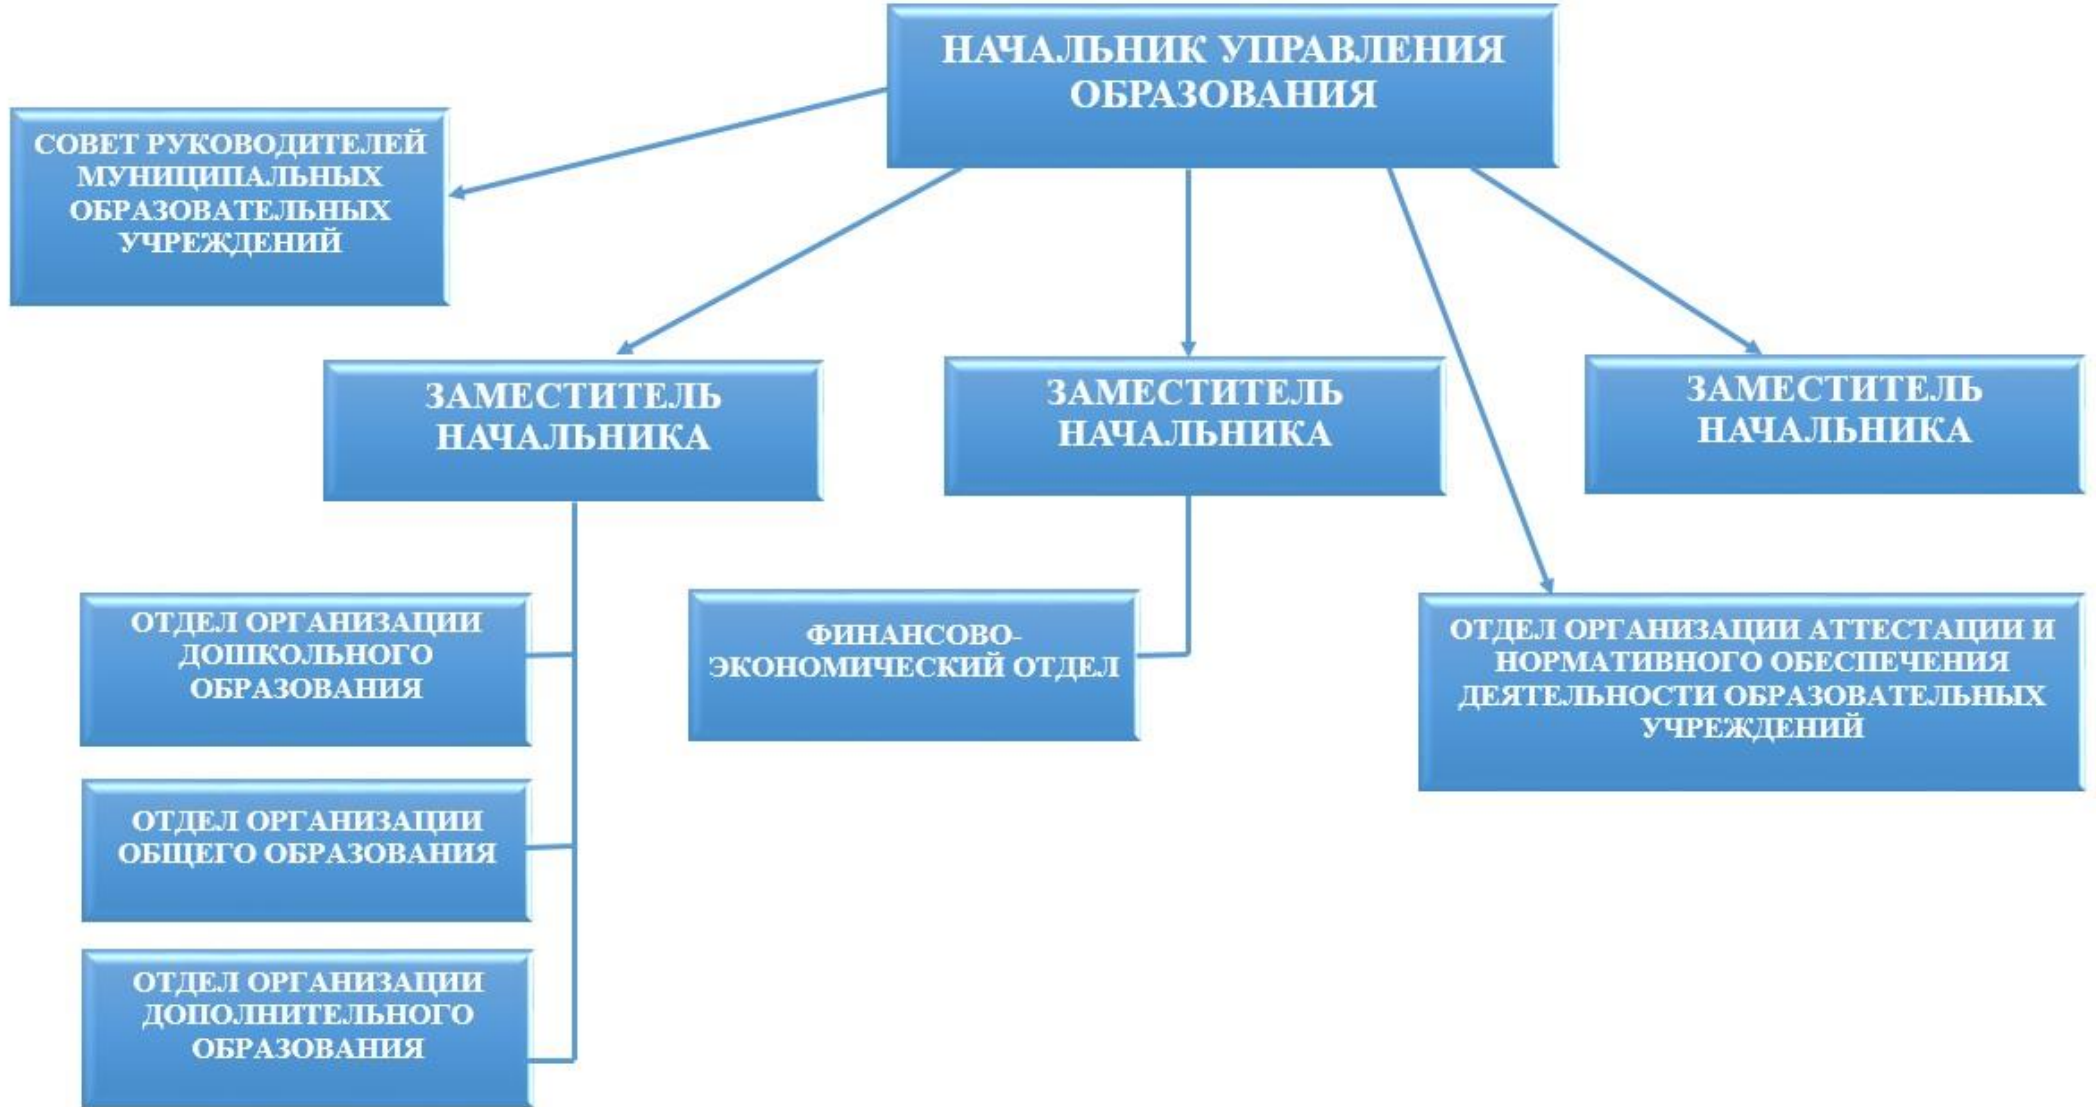 НАЧАЛЬНИК УПРАВЛЕНИЯ
ОБРАЗОВАНИЯ
СОВЕТ РУКОВОДИТЕЛЕЙ
МУНИЦИПАЛЬНЫХ
ОБРАЗОВАТЕЛЬНЫХ
УЧРЕЖДЕНИЙ
ЗАМЕСТИТЕЛЬ
НАЧАЛЬНИКА
ЗАМЕСТИТЕЛЬ
НАЧАЛЬНИКА
ЗАМЕСТИТЕЛЬ
НАЧАЛЬНИКА
ОТДЕЛ ОРГАНИЗАЦИИ
ДОШКОЛЬНОГО
ОБРАЗОВАНИЯ
ФИНАНСОВО-
ЭКОНОМИЧЕСКИЙ ОТДЕЛ
ОТДЕЛ ОРГАНИЗАЦИИ АТТЕСТАЦИИ И
НОРМАТИВНОГО ОБЕСПЕЧЕНИЯ
ДЕЯТЕЛЬНОСТИ ОБРАЗОВАТЕЛЬНЫХ
УЧРЕЖДЕНИЙ
ОТДЕЛ ОРГАНИЗАЦИИ
ОБЩЕГО ОБРАЗОВАНИЯ
ОТДЕЛ ОРГАНИЗАЦИИ
ДОПОЛНИТЕЛЬНОГО
ОБРАЗОВАНИЯ